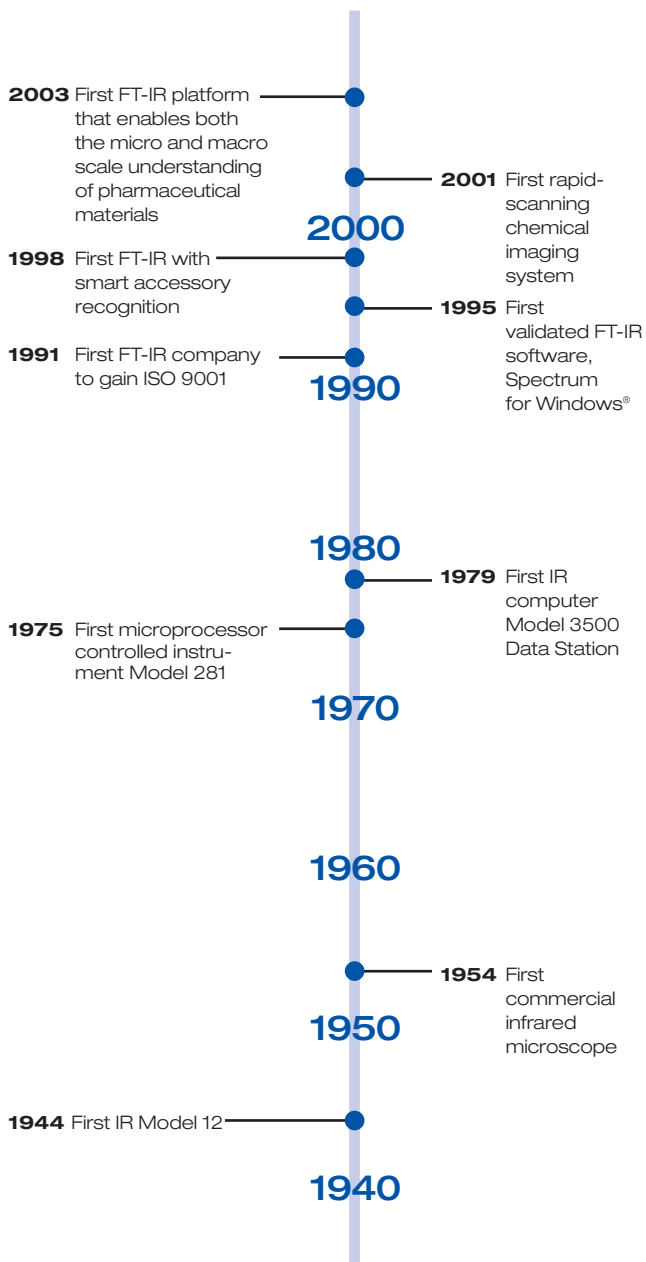 2003 First FT-IR platform
that enables both
the micro and macro
scale understanding
of pharmaceutical
materials
2001 First rapid-
scanning
chemical
imaging
system
2000
1998 First FT-IR with
smart accessory
recognition
1995 First
validated FT-IR
software,
Spectrum
for Windows®
1991 First FT-IR company
to gain ISO 9001
1990
1980
1979 First IR
computer
Model 3500
Data Station
1975 First microprocessor
controlled instru-
ment Model 281
1970
1960
1954 First
commercial
infrared
microscope
1950
1944 First IR Model 12
1940